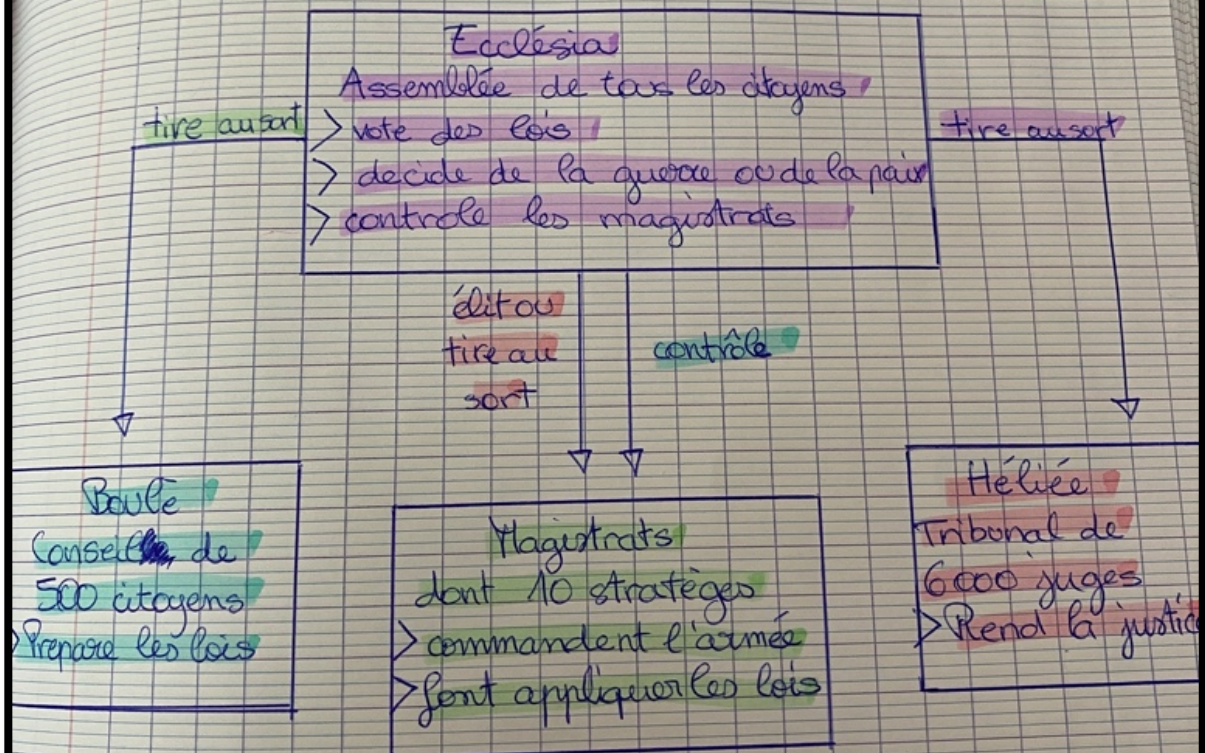 Ecclésia
Assemblée de tous les citoyens
tire au sort
> vote des lois
tire au sort
> décide de la guerre ou de la paix
> controle les magistrats
élit ou
tire au
sort
contrôle
Boulè
Conseil de
500 citoyens
> Prepare les lois
Magistrats
dont 10 stratèges
> commandent l'armée
> font appliquer les lois
Héliée
Tribunal de
6000 juges
> Rend la justice